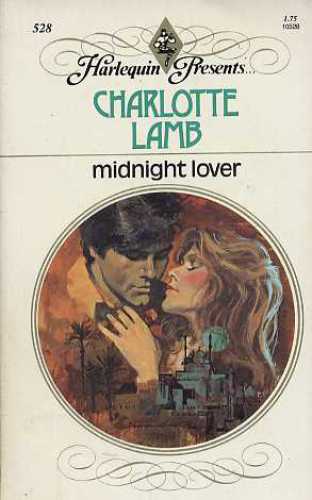 528
1.75
10528
Harlequin Presents...
CHARLOTTE
LAMB
midnight lover